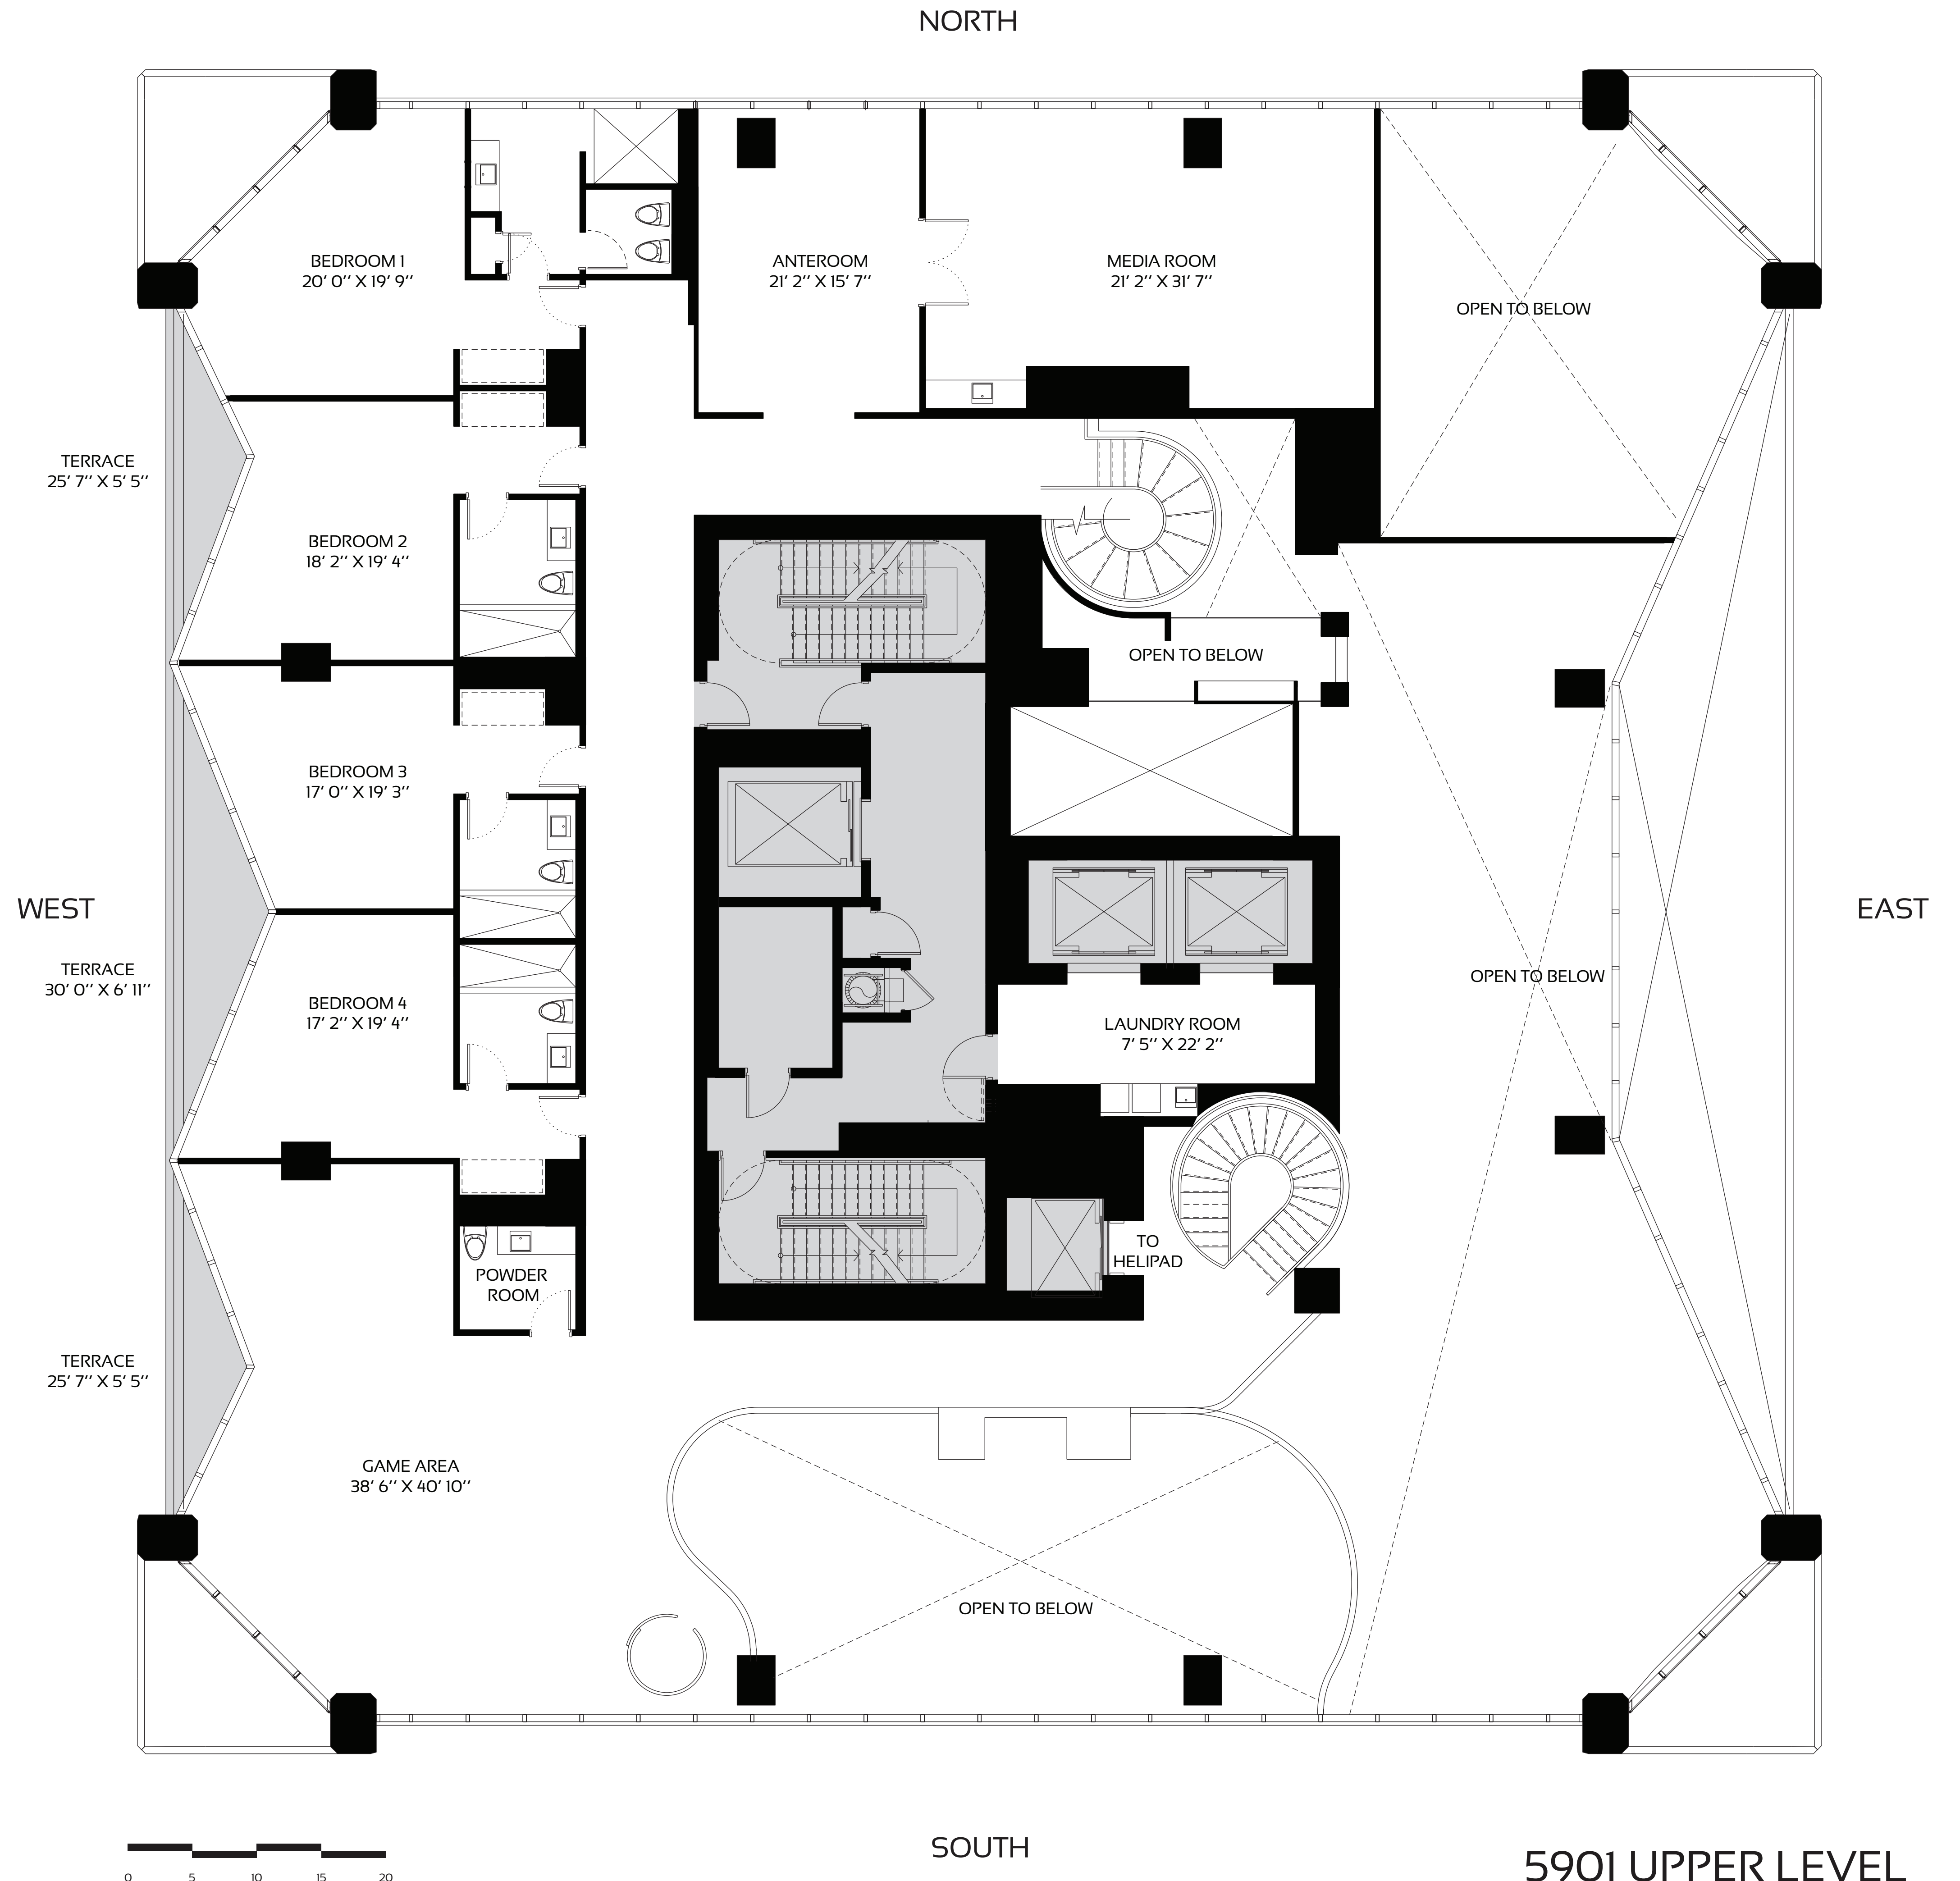 NORTH
BEDROOM 1
20' 0'' X 19' 9''
ANTEROOM
21' 2'' X 15' 7''
MEDIA ROOM
21' 2'' X 31' 7''
OPEN TO BELOW
TERRACE
25' 7'' X 5' 5''
BEDROOM 2
18' 2'' X 19' 4''
OPEN TO BELOW
BEDROOM 3
17' 0'' X 19' 3''
WEST
EAST
TERRACE
30' 0'' X 6' 11''
OPEN TO BELOW
BEDROOM 4
17' 2'' X 19' 4''
LAUNDRY ROOM
7' 5'' X 22' 2''
TO
HELIPAD
POWDER
ROOM
TERRACE
25' 7'' X 5' 5''
GAME AREA
38' 6'' X 40' 10''
OPEN TO BELOW
SOUTH
0 5 10 15 20
5901 UPPER LEVEL